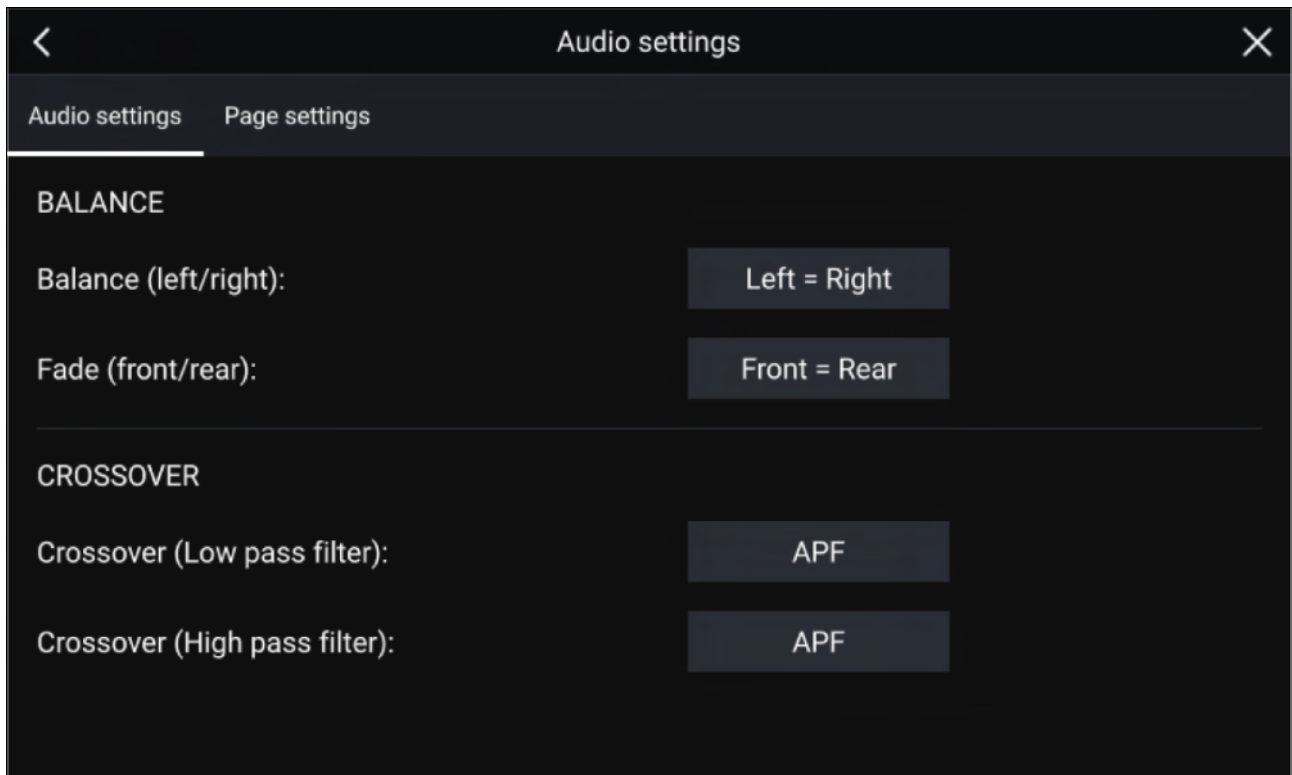 Audio settings
Audio settings Page settings
BALANCE
Balance (left/right): Left = Right
Fade (front/rear): Front = Rear
CROSSOVER
Crossover (Low pass filter): APF
Crossover (High pass filter): APF